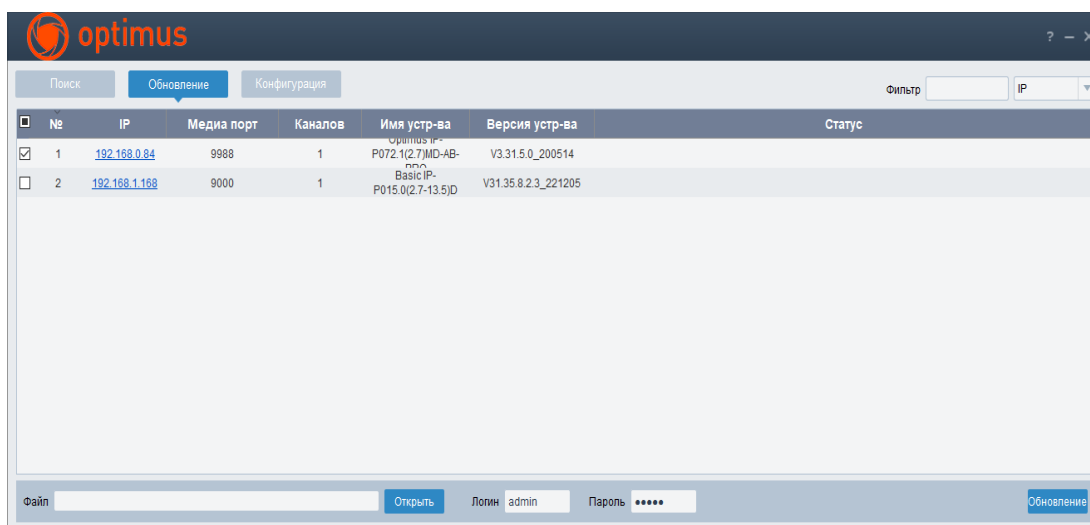 optimus
? – ×
Поиск Обновление Конфигурация Фильтр IP
№ IP Медиа порт Каналов Имя устр-ва Версия устр-ва Статус
1 192.168.0.84 9988 1 Optimus IP-P072.1(2.7)MD-AB-PRO V3.31.5.0_200514
2 192.168.1.168 9000 1 Basic IP-P015.0(2.7-13.5)D V31.35.8.2.3_221205
Файл Открыть Логин admin Пароль ••••• Обновление